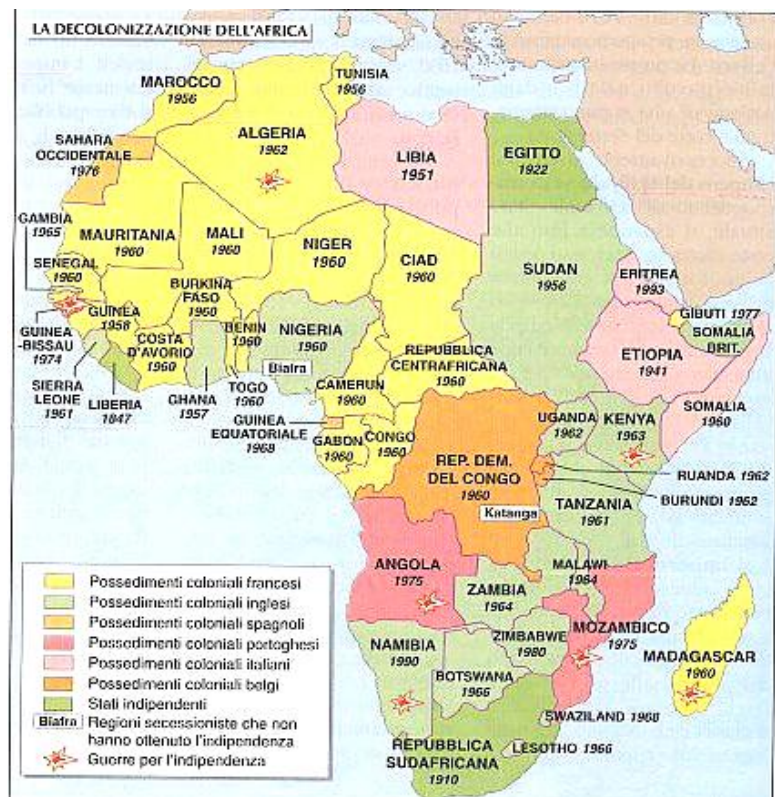 LA DECOLONIZZAZIONE DELL'AFRICA
MAROCCO
1956
TUNISIA
1956
ALGERIA
1962
LIBIA
1951
EGITTO
1922
SAHARA
OCCIDENTALE
1976
GAMBIA
1965
MAURITANIA
1960
MALI
1960
NIGER
1960
CIAD
1960
SUDAN
1956
ERITREA
1993
SENEGAL
1960
GUINEA
1958
BURKINA
FASO
1960
GIBUTI 1977
SOMALIA
BRIT.
GUINEA
-BISSAU
1974
COSTA
D'AVORIO
1960
BENIN
1960
NIGERIA
1960
Biafra
REPUBBLICA
CENTRAFRICANA
1960
ETIOPIA
1941
SIERRA
LEONE
1961
LIBERIA
1847
GHANA
1957
TOGO
1960
CAMERUN
1960
SOMALIA
1960
GUINEA
EQUATORIALE
1968
GABON
1960
CONGO
1960
UGANDA
1962
KENYA
1963
REP. DEM.
DEL CONGO
1960
RUANDA 1962
BURUNDI 1962
Katanga
TANZANIA
1961
ANGOLA
1975
ZAMBIA
1964
MALAWI
1964
MOZAMBICO
1975
ZIMBABWE
1980
MADAGASCAR
1960
NAMIBIA
1990
BOTSWANA
1966
SWAZILAND 1968
LESOTHO 1966
REPUBBLICA
SUDAFRICANA
1910
Possedimenti coloniali francesi
Possedimenti coloniali inglesi
Possedimenti coloniali spagnoli
Possedimenti coloniali portoghesi
Possedimenti coloniali italiani
Possedimenti coloniali belgi
Stati indipendenti
Biafra Regioni secessioniste che non
hanno ottenuto l'indipendenza
Guerre per l'indipendenza